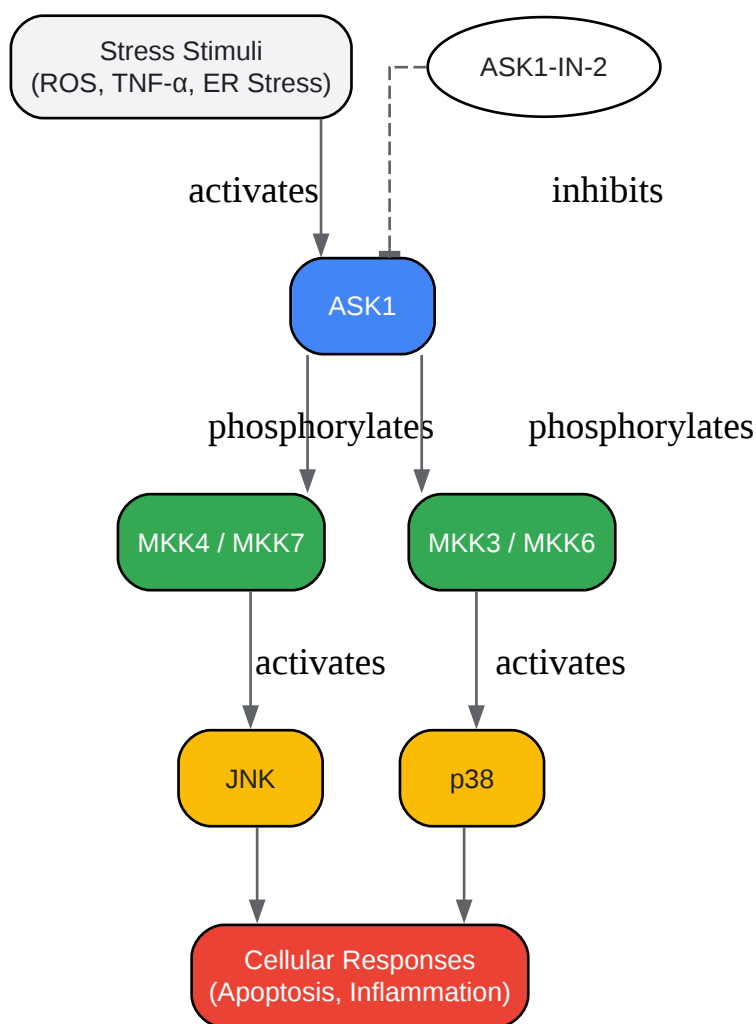 Stress Stimuli
(ROS, TNF-α, ER Stress)
ASK1-IN-2
activates
inhibits
ASK1
phosphorylates
phosphorylates
MKK4 / MKK7
MKK3 / MKK6
activates
activates
JNK
p38
Cellular Responses
(Apoptosis, Inflammation)